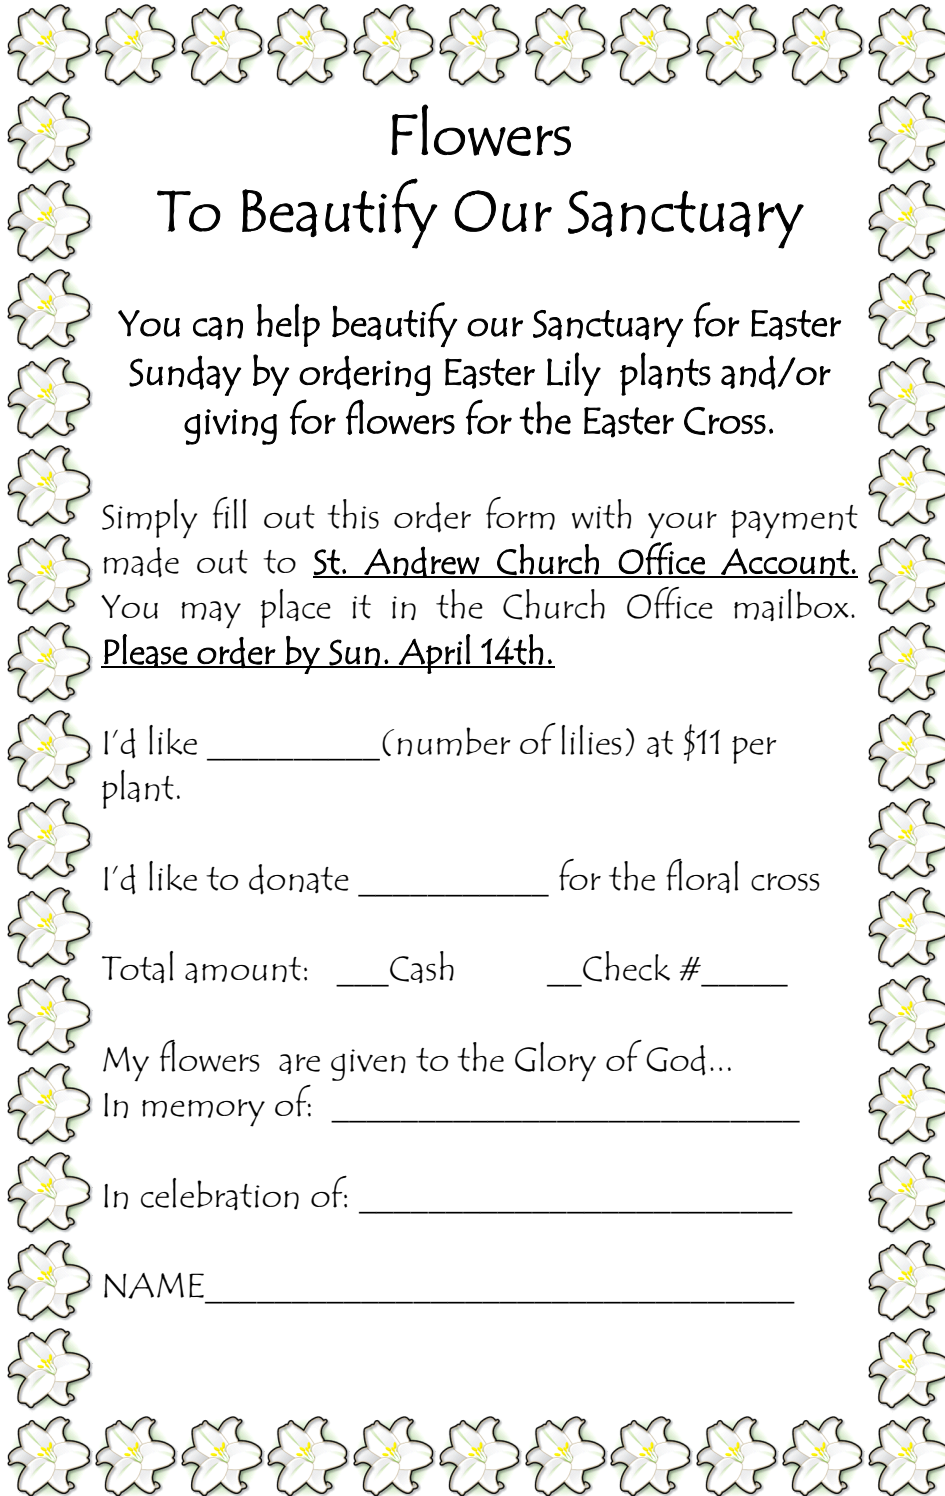 Flowers
To Beautify Our Sanctuary
You can help beautify our Sanctuary for Easter
Sunday by ordering Easter Lily  plants and/or
giving for flowers for the Easter Cross.
Simply fill out this order form with your payment
made out to St. Andrew Church Office Account.
You may place it in the Church Office mailbox.
Please order by Sun. April 14th.
I'd like __________(number of lilies) at $11 per
plant.
I'd like to donate ___________ for the floral cross
Total amount:   ___Cash          __Check #_____
My flowers  are given to the Glory of God...
In memory of:  ___________________________
In celebration of: _________________________
NAME__________________________________